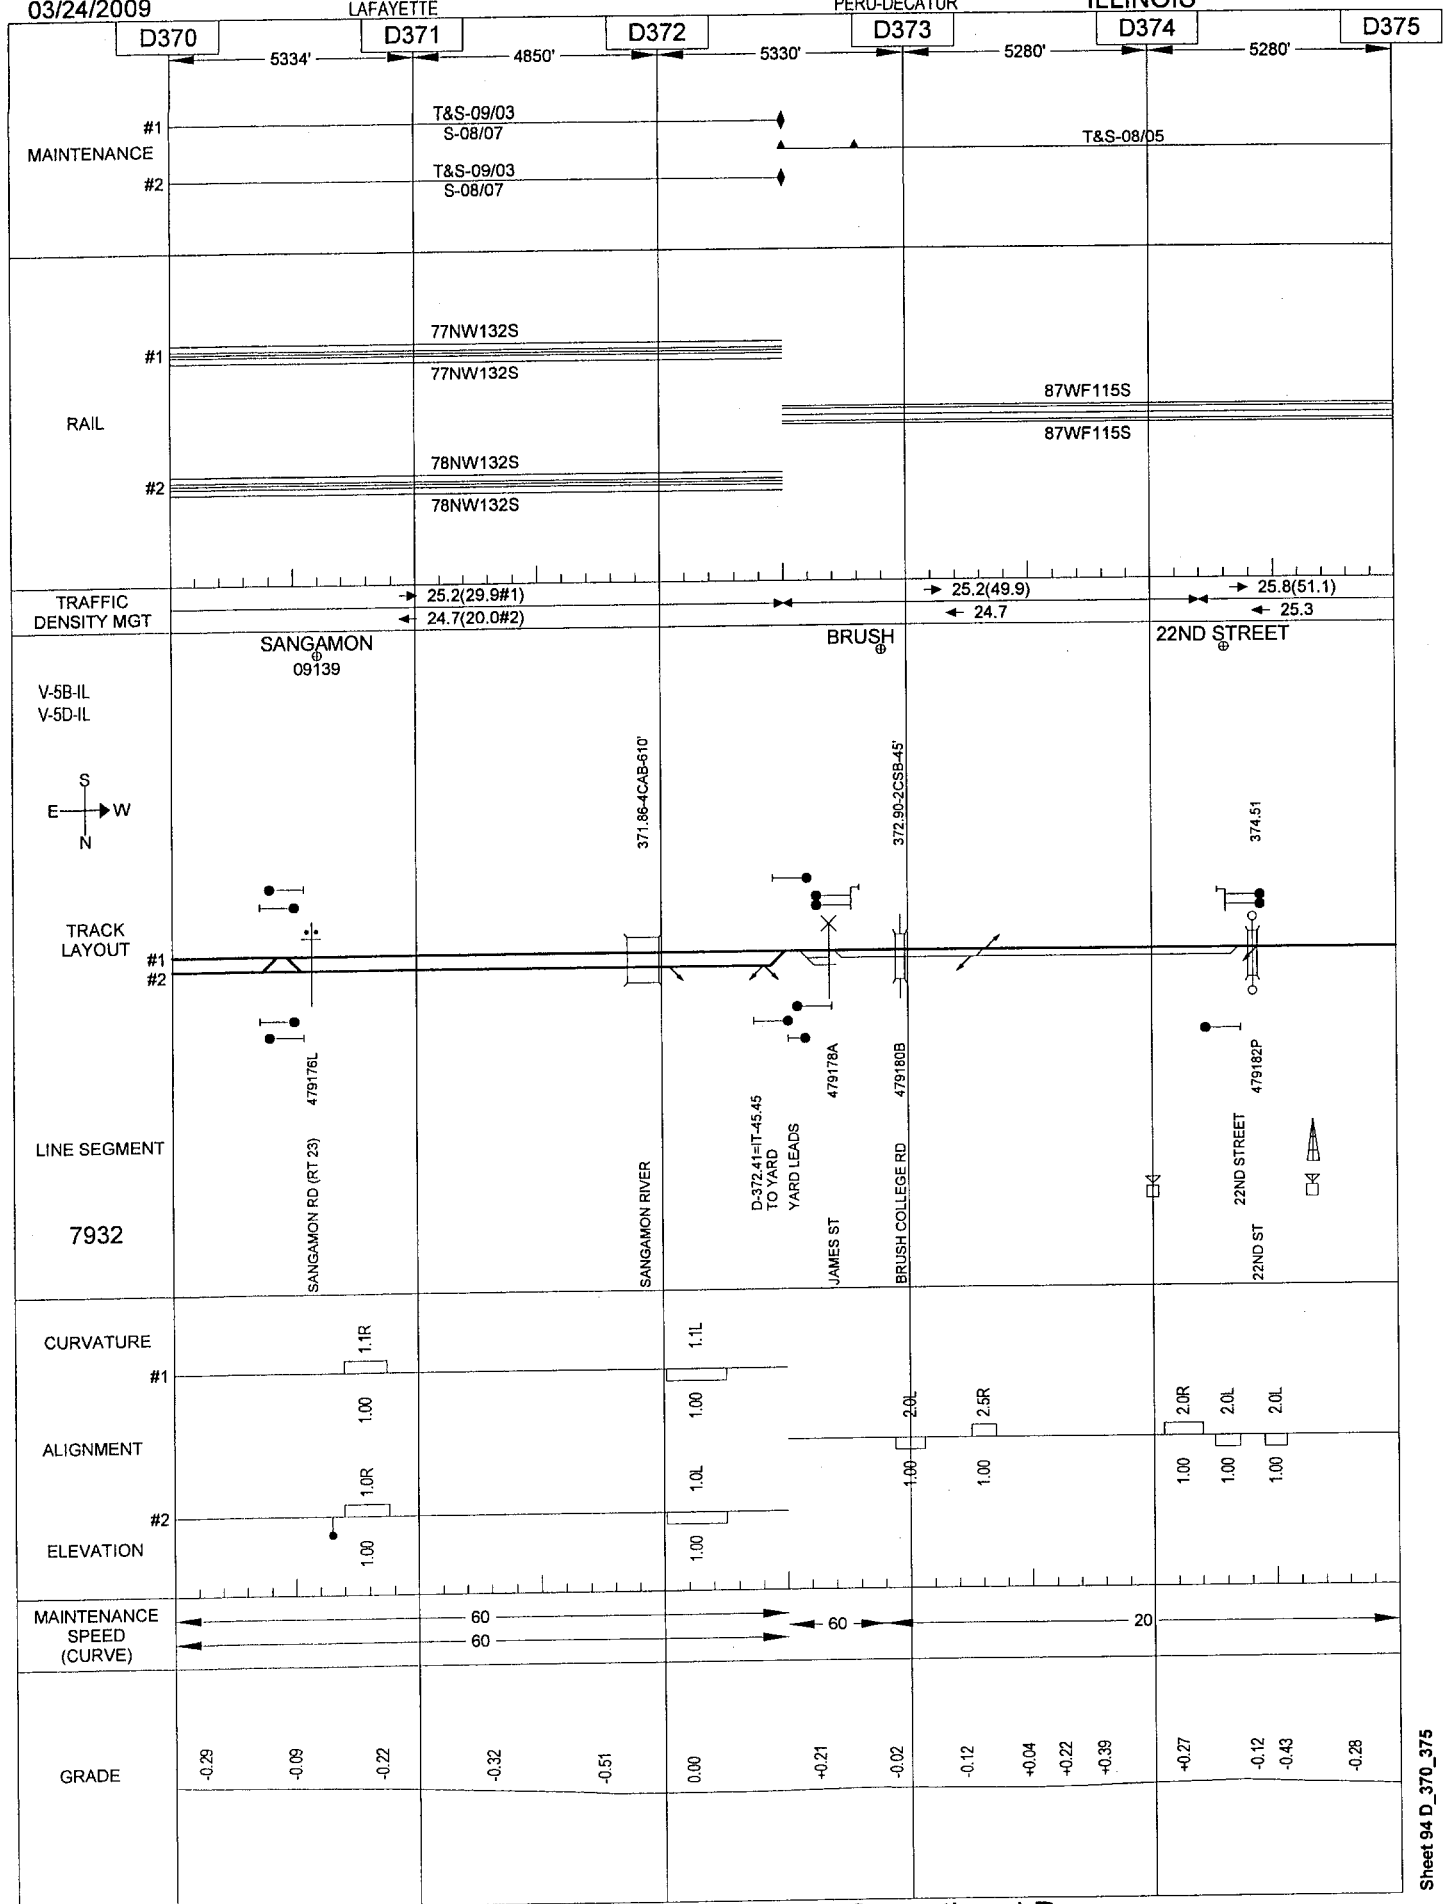 03/24/2009
LAFAYETTE
PERU-DECATUR
ILLINOIS
D370
D371
D372
D373
D374
D375
5334'
4850'
5330'
5280'
5280'
MAINTENANCE
#1
T&S-09/03
S-08/07
T&S-08/05
#2
T&S-09/03
S-08/07
RAIL
#1
77NW132S
77NW132S
87WF115S
87WF115S
#2
78NW132S
78NW132S
TRAFFIC
DENSITY MGT
25.2(29.9#1)
24.7(20.0#2)
25.2(49.9)
24.7
25.8(51.1)
25.3
SANGAMON
09139
BRUSH
22ND STREET
V-5B-IL
V-5D-IL
S
E
W
N
371.86-4CAB-610'
372.90-2CSB-45'
374.51
TRACK
LAYOUT
#1
#2
479176L
479178A
479180B
479182P
LINE SEGMENT
7932
SANGAMON RD (RT 23)
SANGAMON RIVER
D-372.41=IT-45.45
TO YARD
YARD LEADS
JAMES ST
BRUSH COLLEGE RD
22ND STREET
22ND ST
CURVATURE
#1
1.1R
1.00
1.1L
1.00
ALIGNMENT
2.0L
1.00
2.5R
1.00
2.0R
1.00
2.0L
1.00
2.0L
1.00
#2
1.0R
1.00
1.0L
1.00
ELEVATION
MAINTENANCE
SPEED
(CURVE)
60
60
60
20
GRADE
-0.29
-0.09
-0.22
-0.32
-0.51
0.00
+0.21
-0.02
-0.12
+0.04
+0.22
+0.39
+0.27
-0.12
-0.43
-0.28
Sheet 94 D_370_375